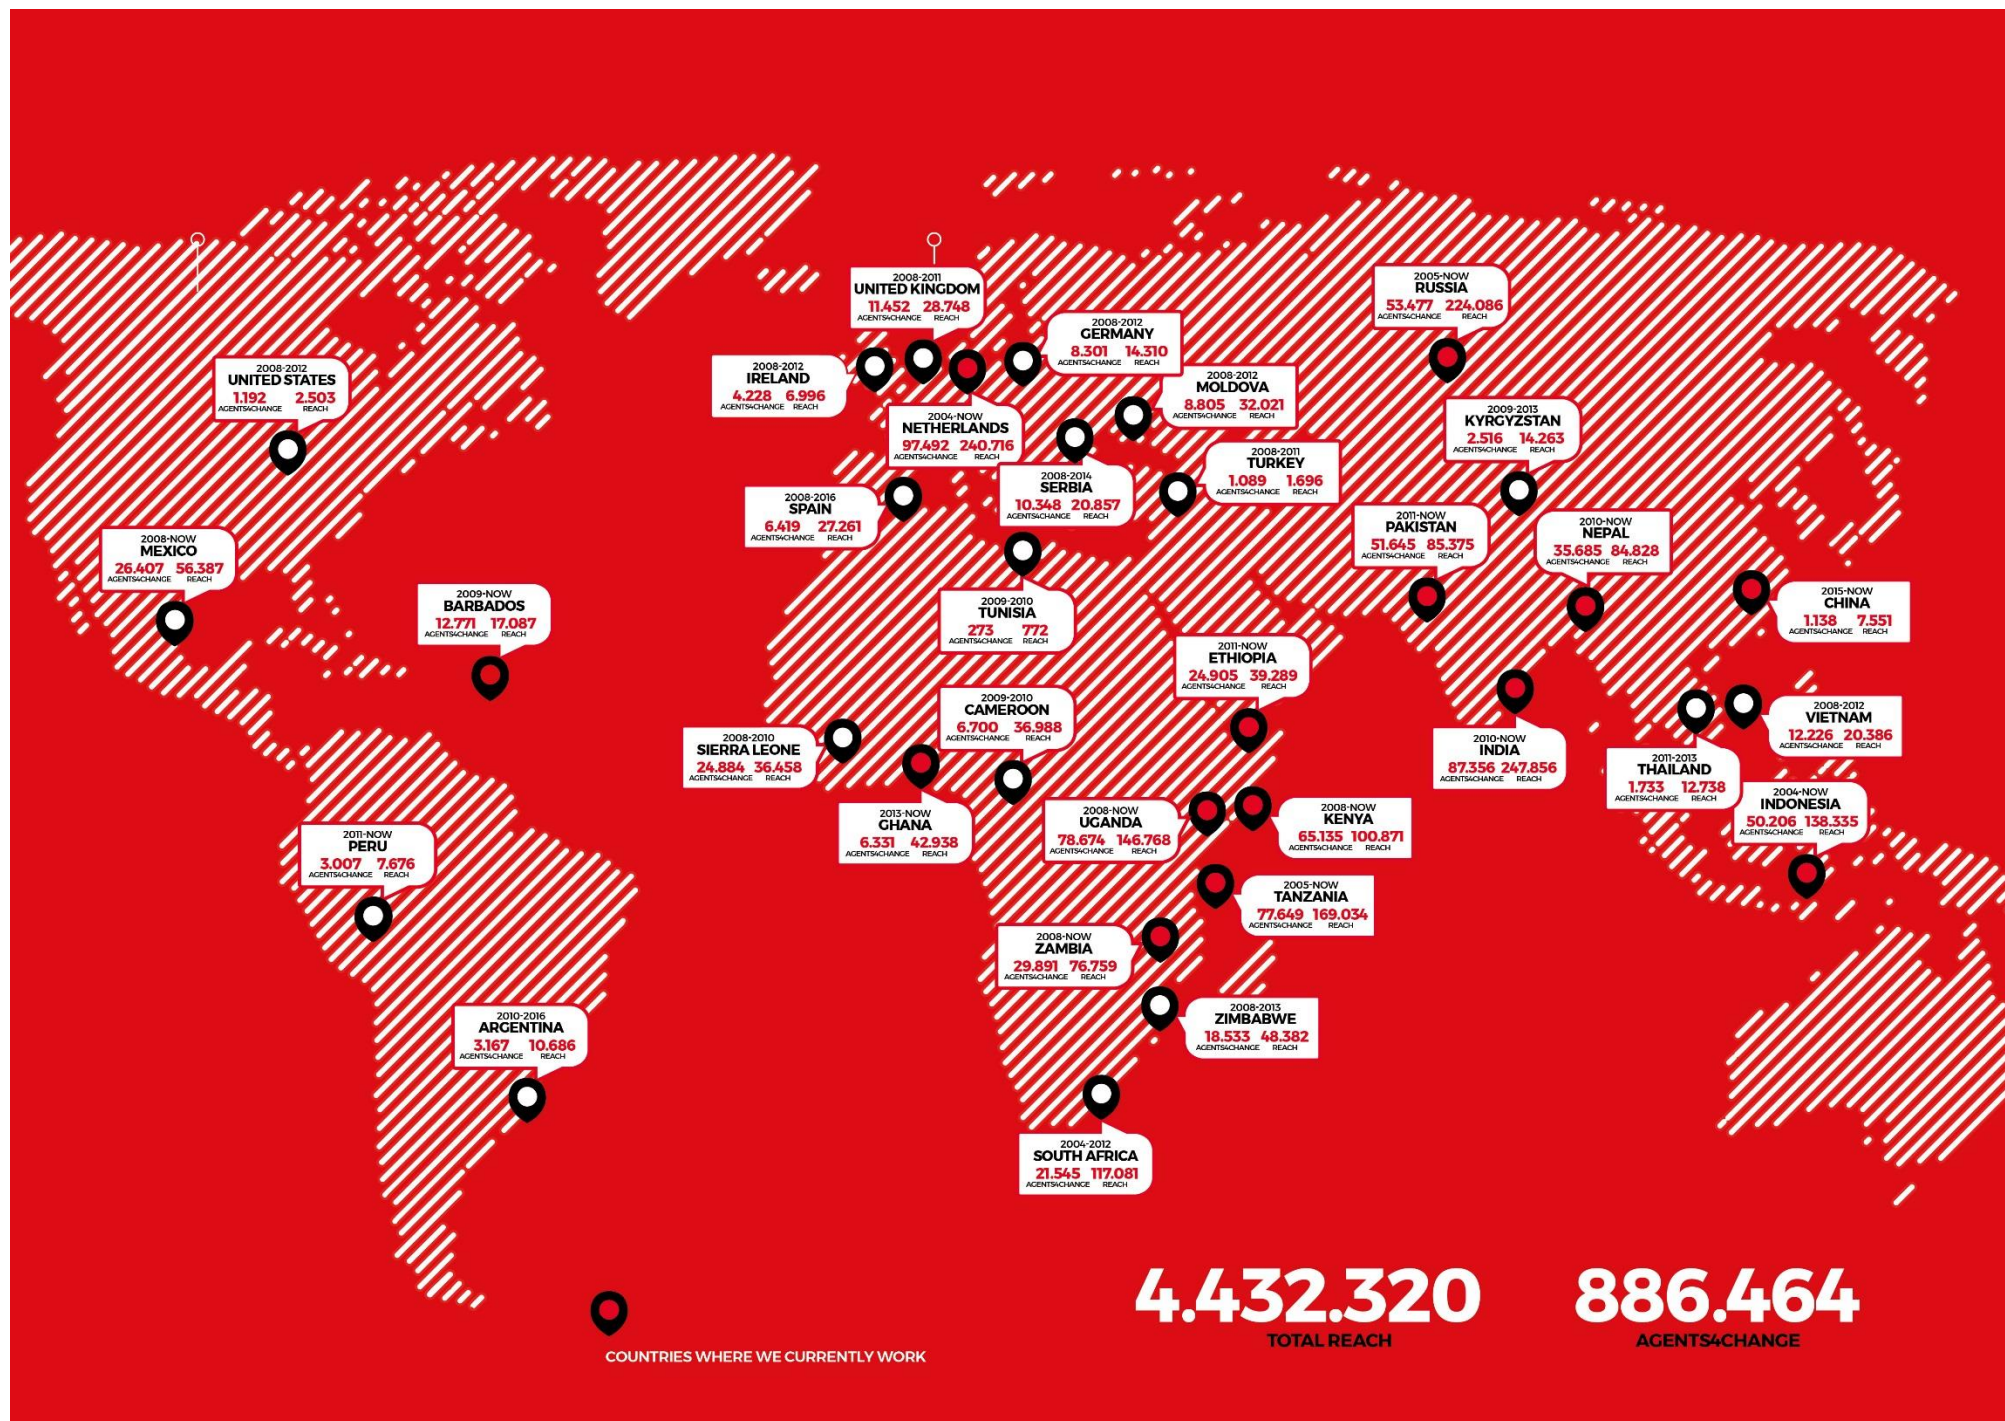 2008-2011
UNITED KINGDOM
11.452 28.748
AGENTS4CHANGE REACH
2005-NOW
RUSSIA
53.477 224.086
AGENTS4CHANGE REACH
2008-2012
GERMANY
8.301 14.310
AGENTS4CHANGE REACH
2008-2012
IRELAND
4.228 6.996
AGENTS4CHANGE REACH
2008-2012
UNITED STATES
1.192 2.503
AGENTS4CHANGE REACH
2008-2012
MOLDOVA
8.805 32.021
AGENTS4CHANGE REACH
2004-NOW
NETHERLANDS
97.492 240.716
AGENTS4CHANGE REACH
2009-2013
KYRGYZSTAN
2.516 14.263
AGENTS4CHANGE REACH
2008-2011
TURKEY
1.089 1.696
AGENTS4CHANGE REACH
2008-2014
SERBIA
10.348 20.857
AGENTS4CHANGE REACH
2008-2016
SPAIN
6.419 27.261
AGENTS4CHANGE REACH
2011-NOW
PAKISTAN
51.645 85.375
AGENTS4CHANGE REACH
2010-NOW
NEPAL
35.685 84.828
AGENTS4CHANGE REACH
2008-NOW
MEXICO
26.407 56.387
AGENTS4CHANGE REACH
2009-NOW
BARBADOS
12.771 17.087
AGENTS4CHANGE REACH
2009-2010
TUNISIA
273 772
AGENTS4CHANGE REACH
2015-NOW
CHINA
1.138 7.551
AGENTS4CHANGE REACH
2011-NOW
ETHIOPIA
24.905 39.289
AGENTS4CHANGE REACH
2009-2010
CAMEROON
6.700 36.988
AGENTS4CHANGE REACH
2008-2010
SIERRA LEONE
24.884 36.458
AGENTS4CHANGE REACH
2010-NOW
INDIA
87.356 247.856
AGENTS4CHANGE REACH
2008-2012
VIETNAM
12.226 20.386
AGENTS4CHANGE REACH
2011-2013
THAILAND
1.733 12.738
AGENTS4CHANGE REACH
2004-NOW
INDONESIA
50.206 138.335
AGENTS4CHANGE REACH
2013-NOW
GHANA
6.331 42.938
AGENTS4CHANGE REACH
2008-NOW
UGANDA
78.674 146.768
AGENTS4CHANGE REACH
2008-NOW
KENYA
65.135 100.871
AGENTS4CHANGE REACH
2011-NOW
PERU
3.007 7.676
AGENTS4CHANGE REACH
2005-NOW
TANZANIA
77.649 169.034
AGENTS4CHANGE REACH
2008-NOW
ZAMBIA
29.891 76.759
AGENTS4CHANGE REACH
2008-2013
ZIMBABWE
18.533 48.382
AGENTS4CHANGE REACH
2010-2016
ARGENTINA
3.167 10.686
AGENTS4CHANGE REACH
2004-2012
SOUTH AFRICA
21.545 117.081
AGENTS4CHANGE REACH
4.432.320
TOTAL REACH
886.464
AGENTS4CHANGE
COUNTRIES WHERE WE CURRENTLY WORK